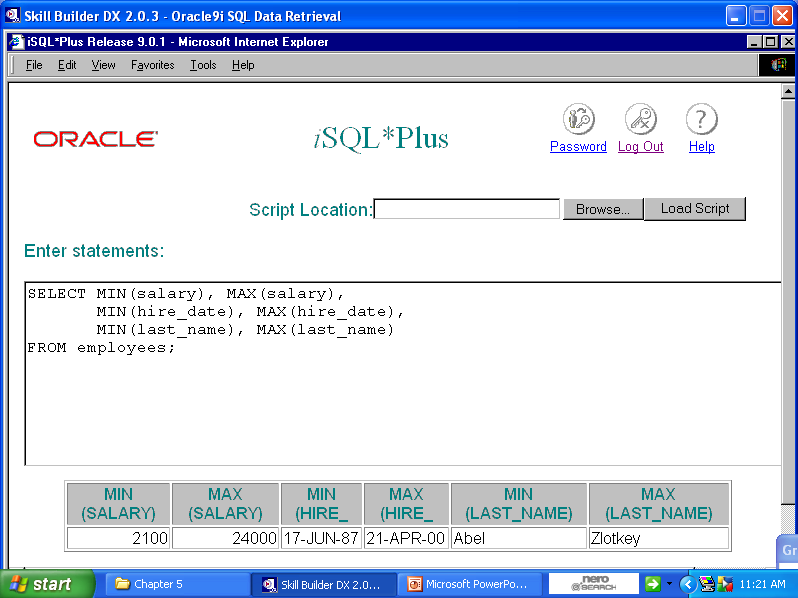 Skill Builder DX 2.0.3 - Oracle9i SQL Data Retrieval
iSQL*Plus Release 9.0.1 - Microsoft Internet Explorer
File Edit View Favorites Tools Help
ORACLE
iSQL*Plus
Password Log Out Help
Script Location: Browse... Load Script
Enter statements:
SELECT MIN(salary), MAX(salary),
MIN(hire_date), MAX(hire_date),
MIN(last_name), MAX(last_name)
FROM employees;
MIN MAX MIN MAX MIN MAX
(SALARY) (SALARY) (HIRE_ (HIRE_ (LAST_NAME) (LAST_NAME)
2100 24000 17-JUN-87 21-APR-00 Abel Zlotkey
Gr
start Chapter 5 Skill Builder DX 2.0... Microsoft PowerPo... nero @SEARCH 11:21 AM